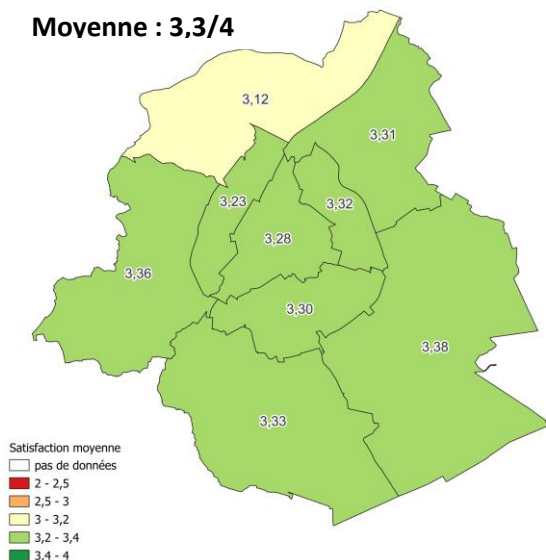 Moyenne : 3,3/4
3,12
3,31
3,23
3,32
3,28
3,36
3,30
3,38
3,33
Satisfaction moyenne
pas de données
2 - 2,5
2,5 - 3
3 - 3,2
3,2 - 3,4
3,4 - 4